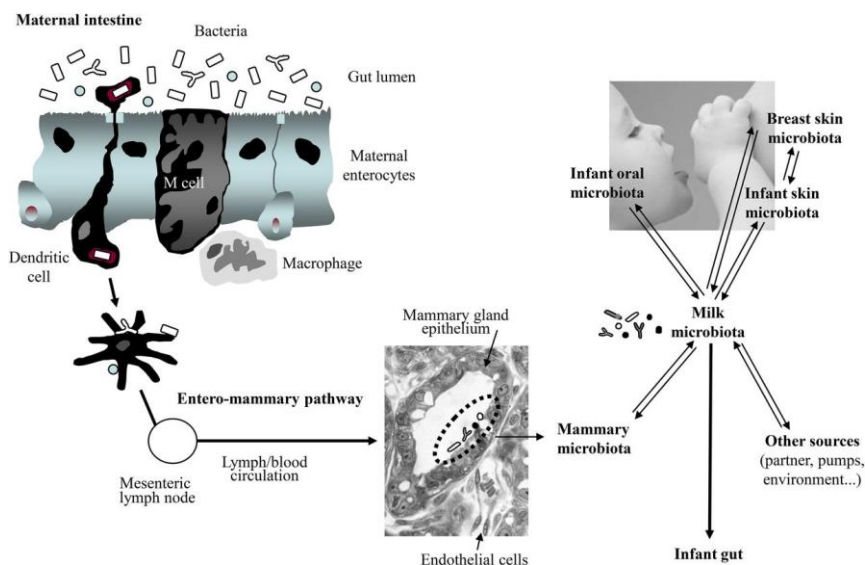 Maternal intestine
Bacteria
Gut lumen
Maternal
enterocytes
M cell
Dendritic
cell
Macrophage
Entero-mammary pathway
Mesenteric
lymph node
Lymph/blood
circulation
Mammary gland
epithelium
Endothelial cells
Breast skin
microbiota
Infant oral
microbiota
Infant skin
microbiota
Milk
microbiota
Mammary
microbiota
Other sources
(partner, pumps,
environment...)
Infant gut